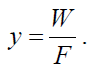 y = W/F.